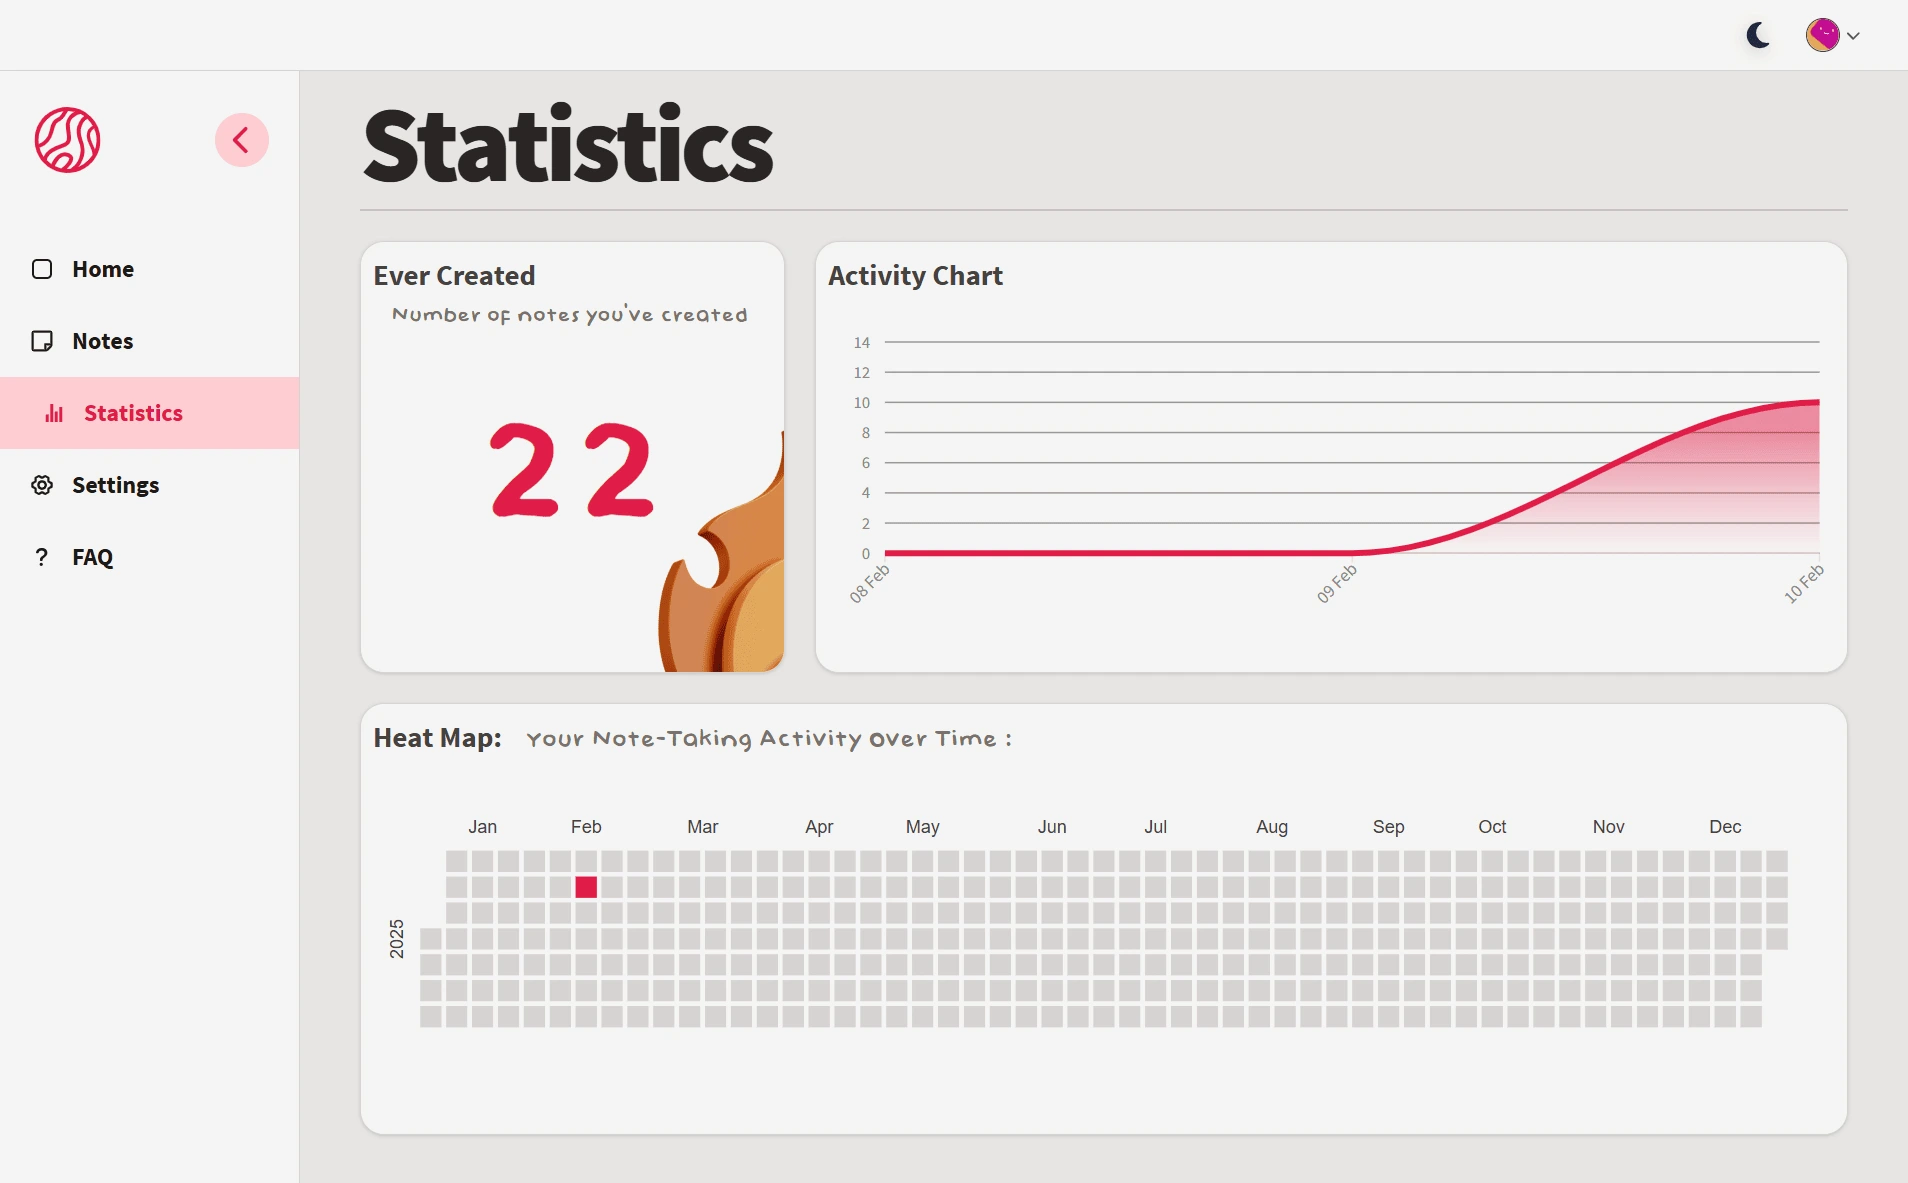 Statistics
Home
Notes
Statistics
Settings
? FAQ
Ever Created
Number of notes you've created
22
Activity Chart
14
12
10
8
6
4
2
0
08 Feb 09 Feb 10 Feb
Heat Map: Your Note-Taking Activity Over Time :
Jan Feb Mar Apr May Jun Jul Aug Sep Oct Nov Dec
2025